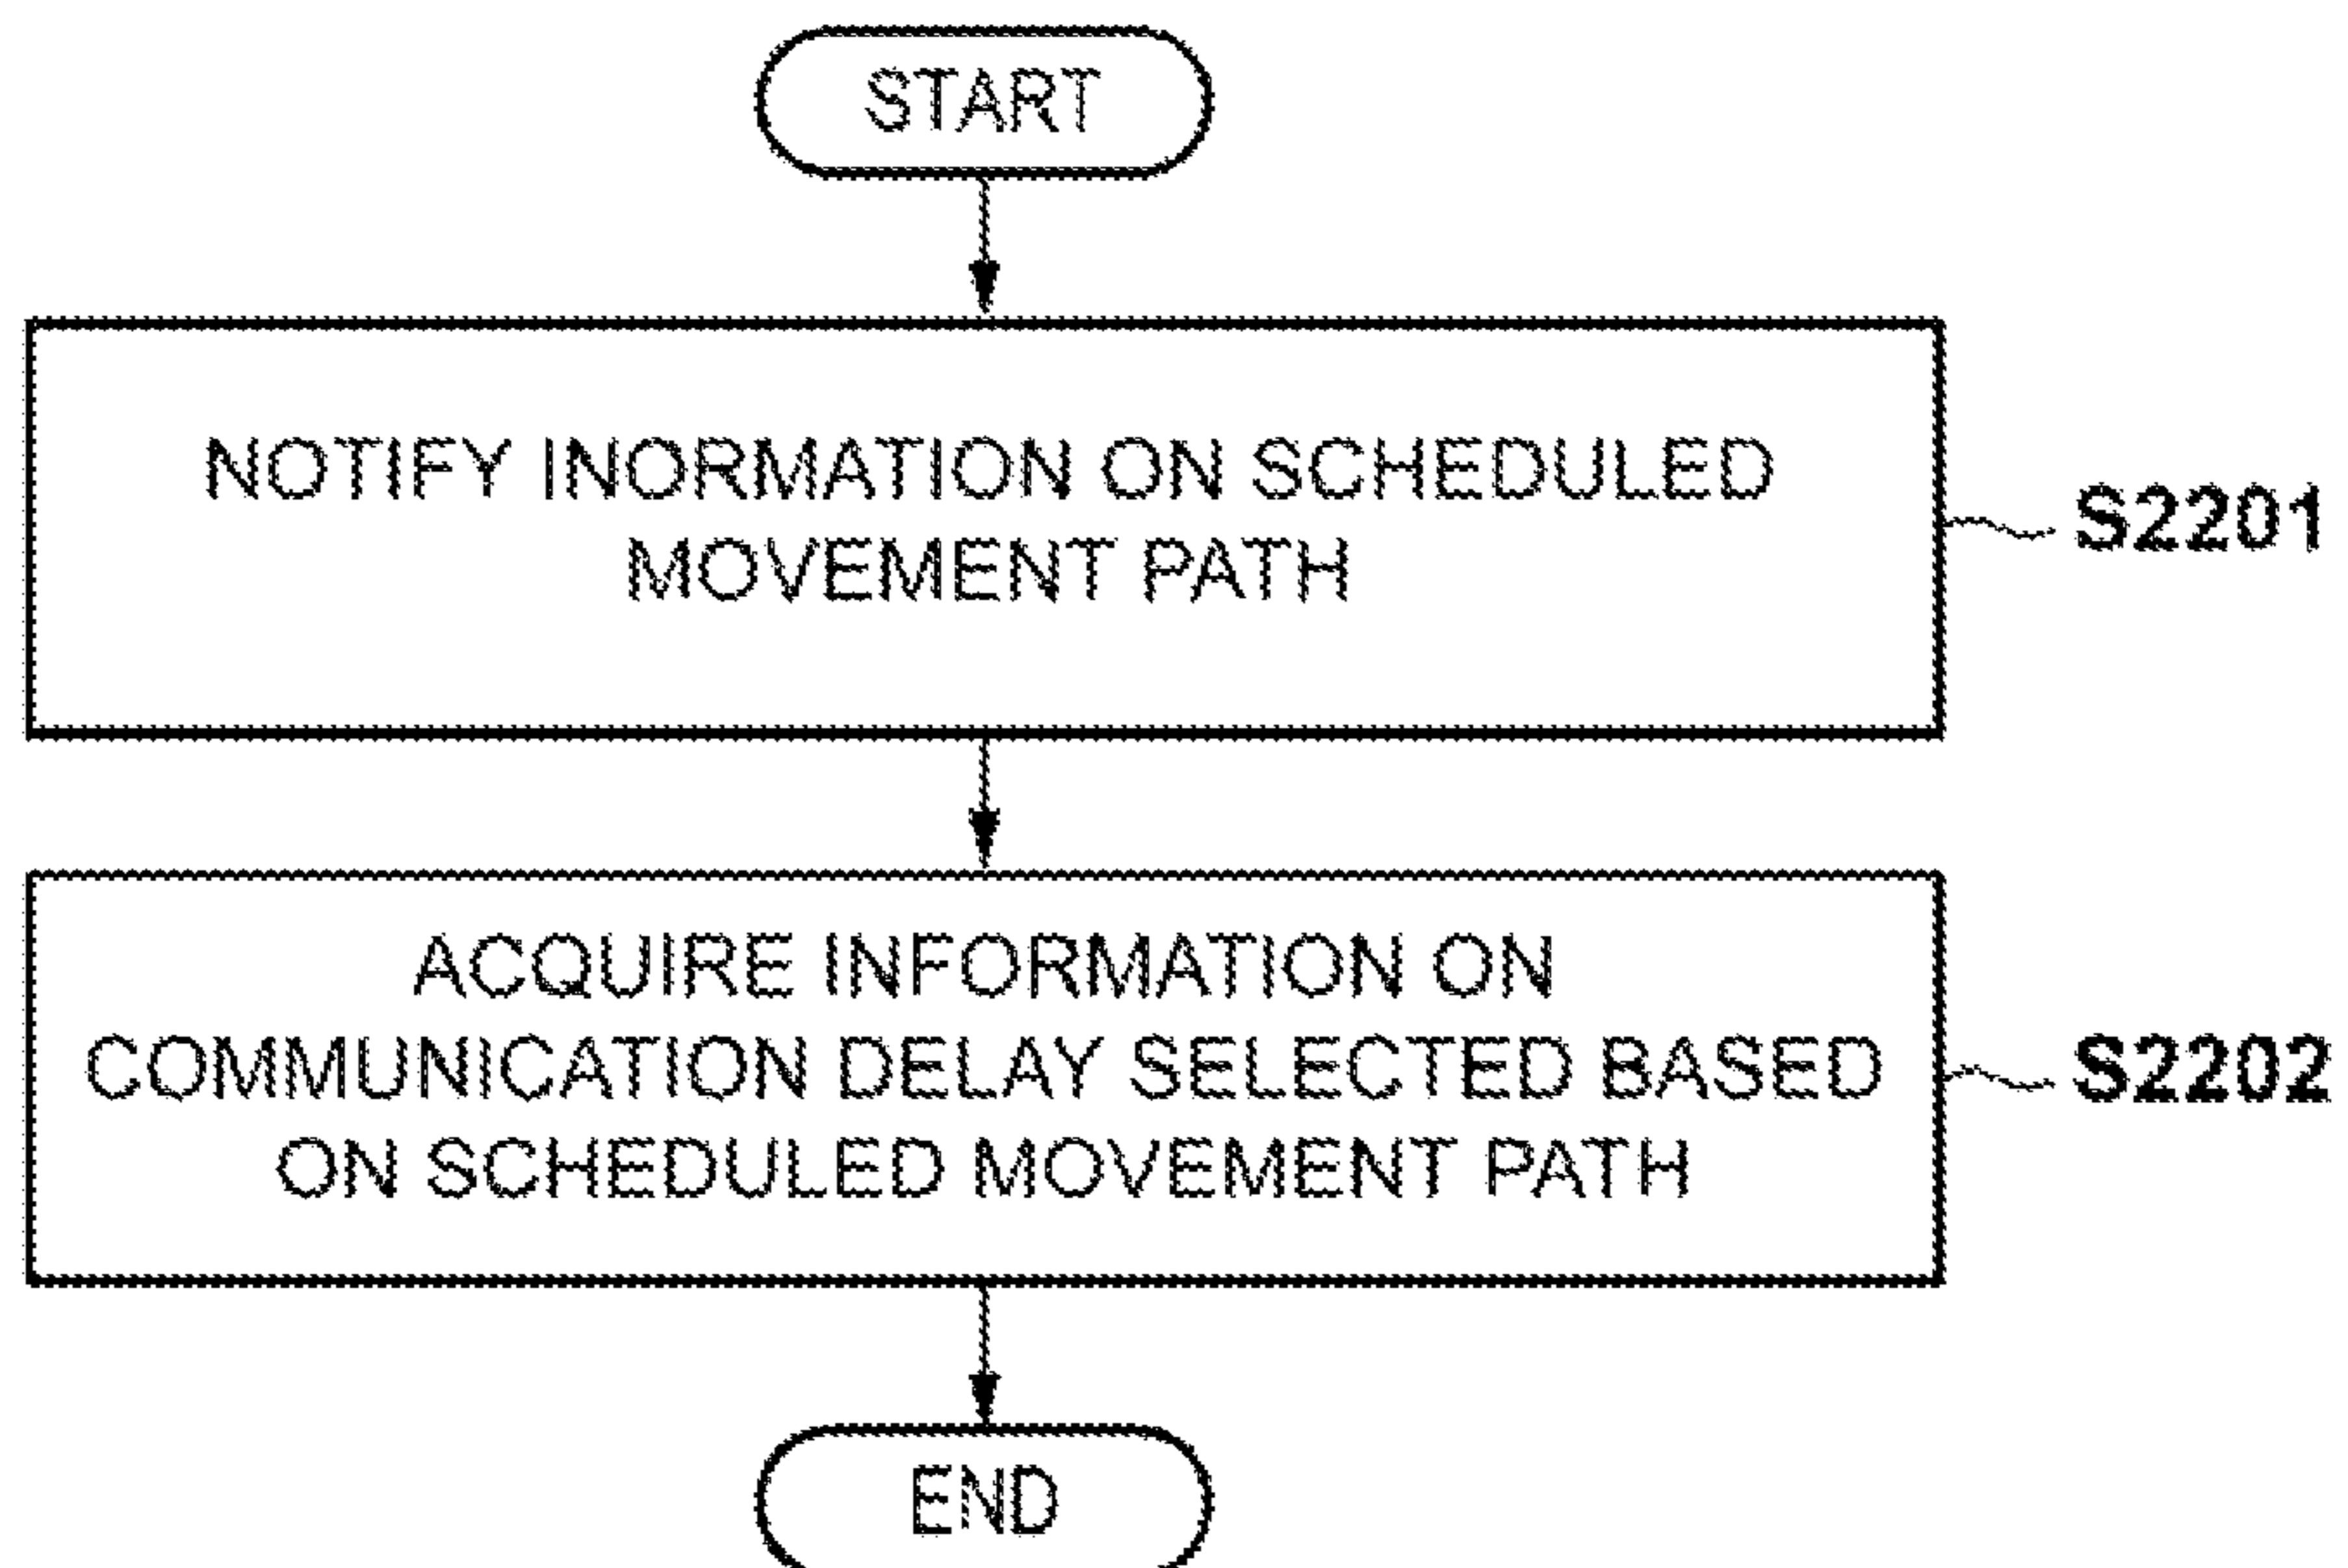 START
NOTIFY INORMATION ON SCHEDULED
MOVEMENT PATH
S2201
ACQUIRE INFORMATION ON
COMMUNICATION DELAY SELECTED BASED
ON SCHEDULED MOVEMENT PATH
S2202
END